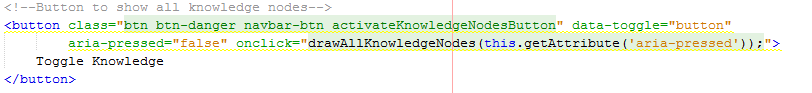 <!--Button to show all knowledge nodes-->
<button class="btn btn-danger navbar-btn activateKnowledgeNodesButton" data-toggle="button"
aria-pressed="false" onclick="drawAllKnowledgeNodes(this.getAttribute('aria-pressed'));">
Toggle Knowledge
</button>